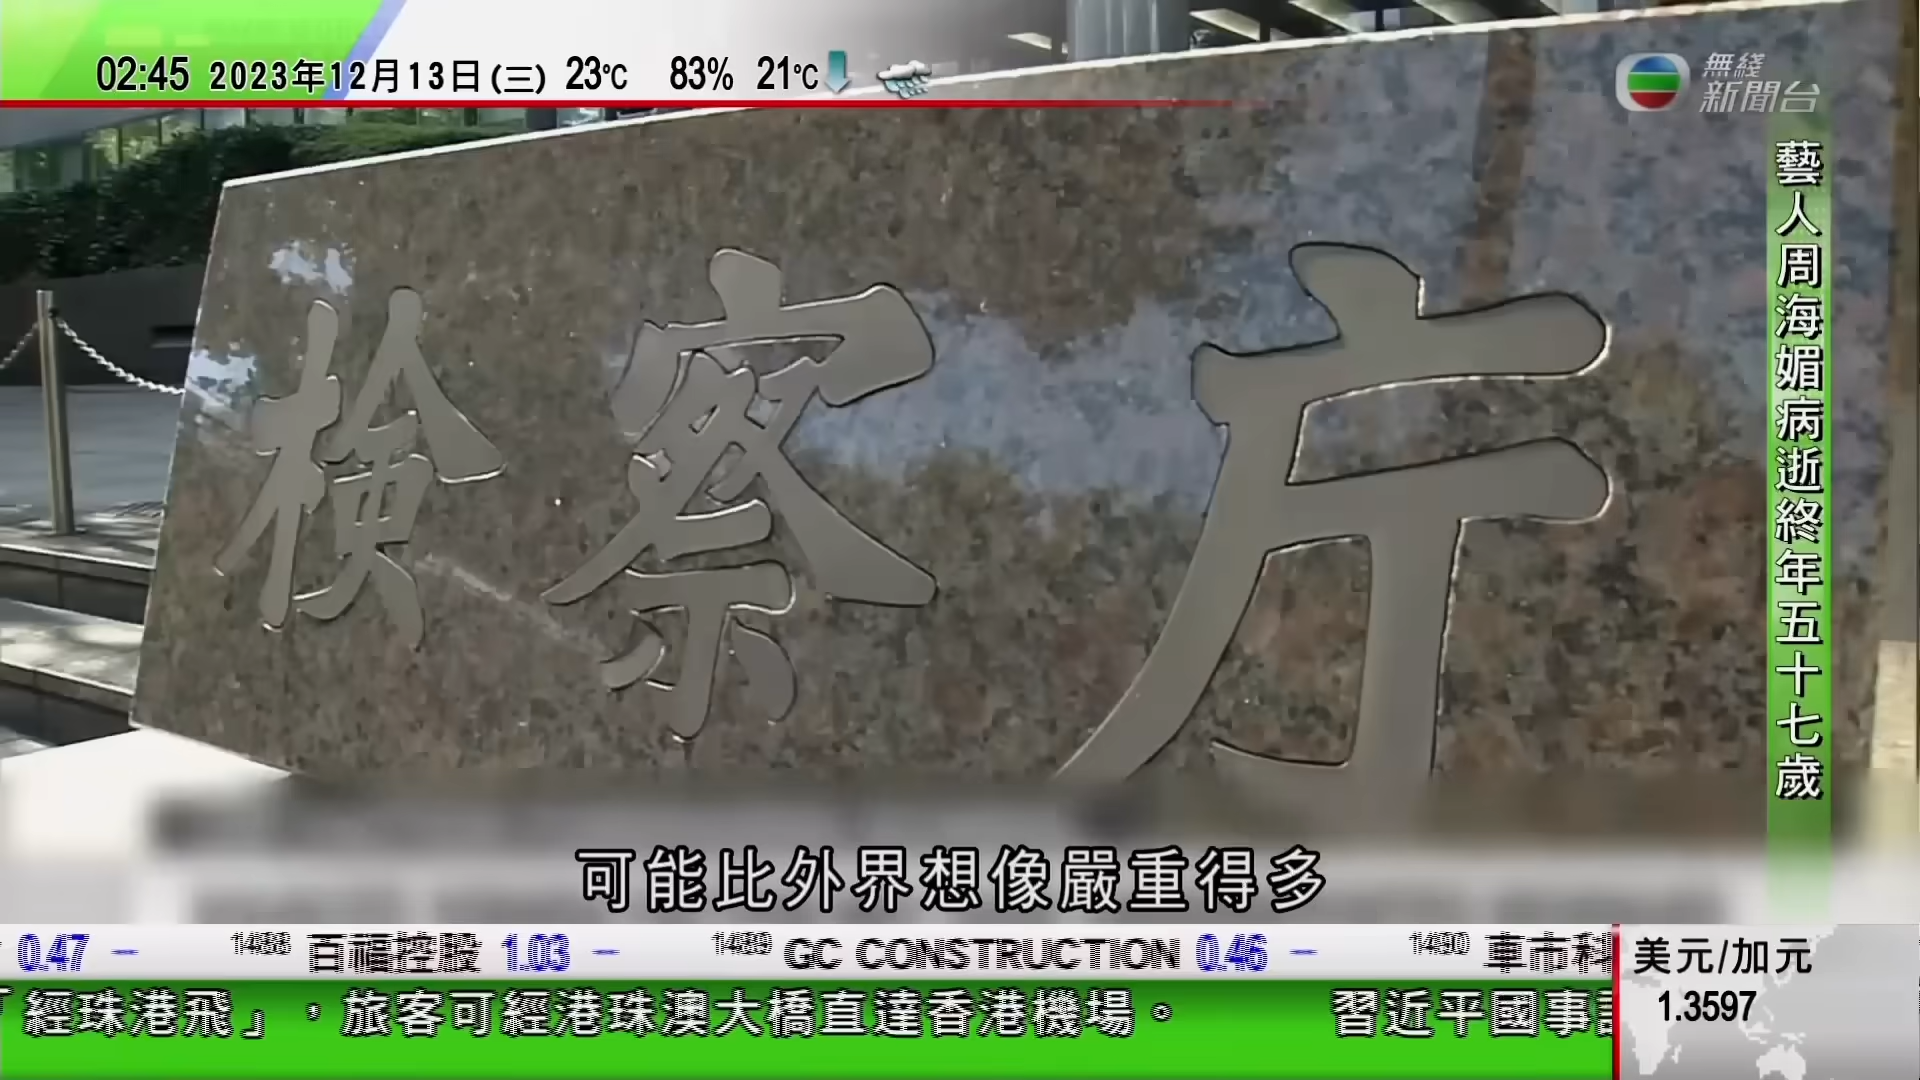 02:45 2023年12月13日(三) 23℃ 83% 21℃
無綫
新聞台
藝人周海媚病逝終年五十七歲
検察庁
可能比外界想像嚴重得多
0.47 – 1488 百福控股 1.03 – 1489 GC CONSTRUCTION 0.46 – 1490 車市科
「經珠港飛」，旅客可經港珠澳大橋直達香港機場。 習近平國事
美元/加元
1.3597